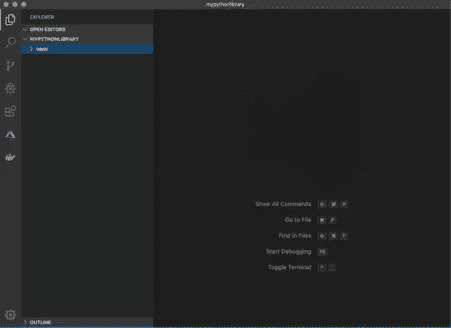 mypythonlibrary
EXPLORER
OPEN EDITORS
MYPYTHONLIBRARY
venv
Show All Commands ⇧ ⌘ P
Go to File ⌘ P
Find in Files ⇧ ⌘ F
Start Debugging F5
Toggle Terminal
OUTLINE